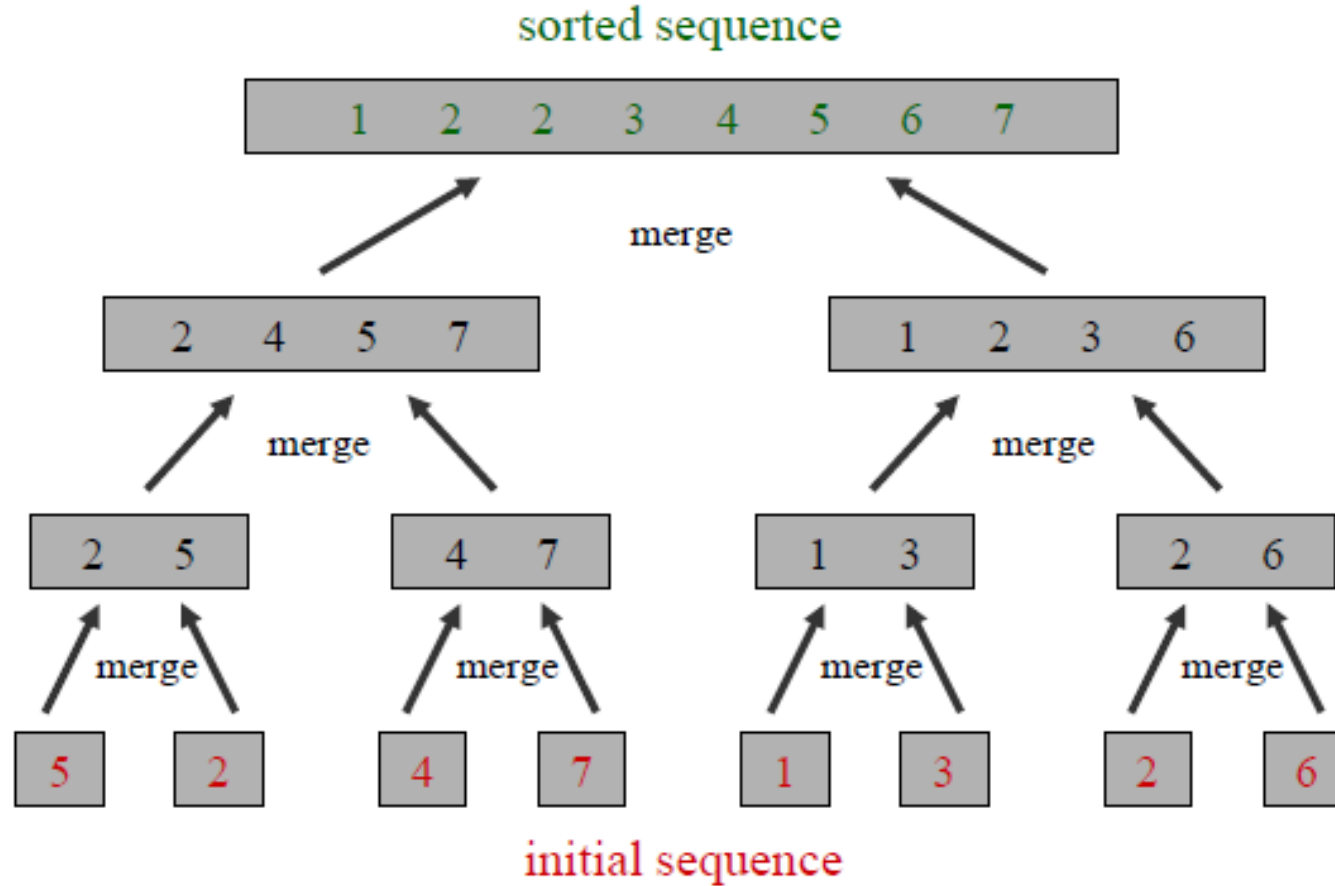 sorted sequence
1 2 2 3 4 5 6 7
merge
2 4 5 7
1 2 3 6
merge
merge
2 5
4 7
1 3
2 6
merge
merge
merge
merge
5
2
4
7
1
3
2
6
initial sequence